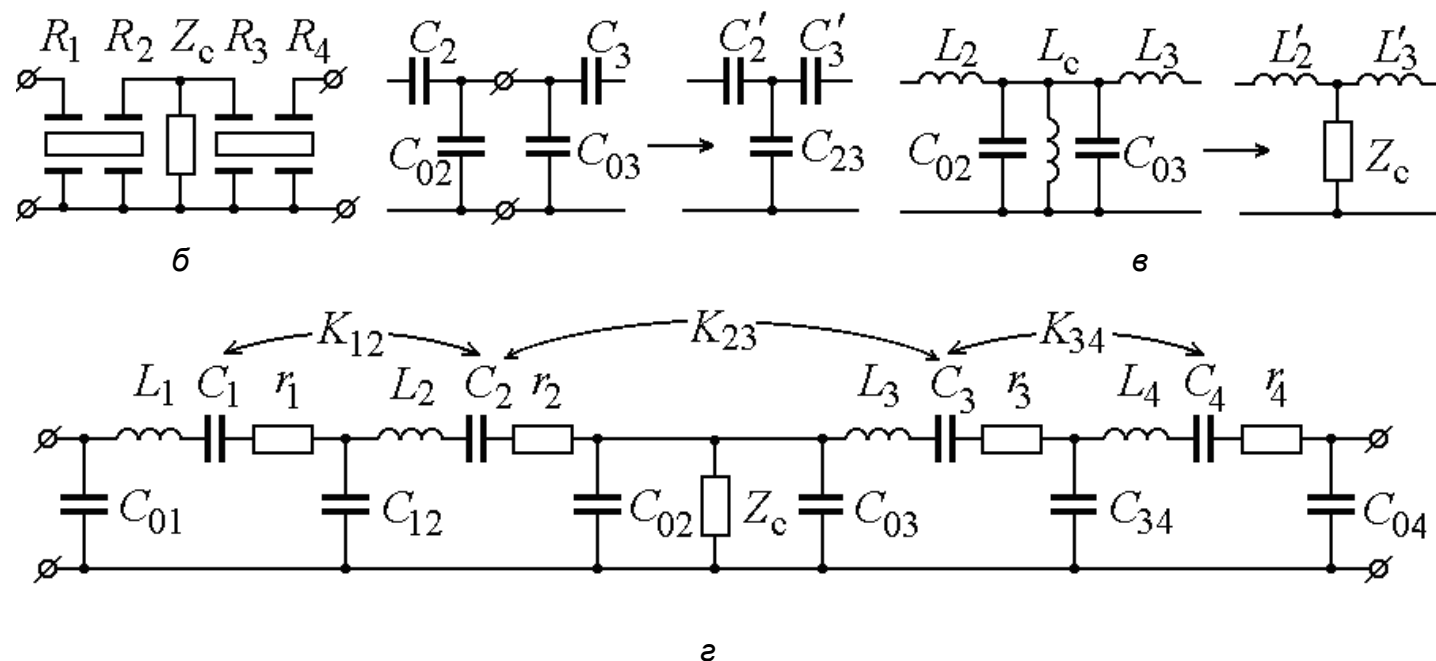 R1 R2 Zc R3 R4
C2 C3 C'2 C'3
C02 C03 C23
L2 Lc L3 L'2 L'3
C02 C03 Zc
б
в
K12 K23 K34
L1 C1 r1 L2 C2 r2 L3 C3 r3 L4 C4 r4
C01 C12 C02 Zc C03 C34 C04
г